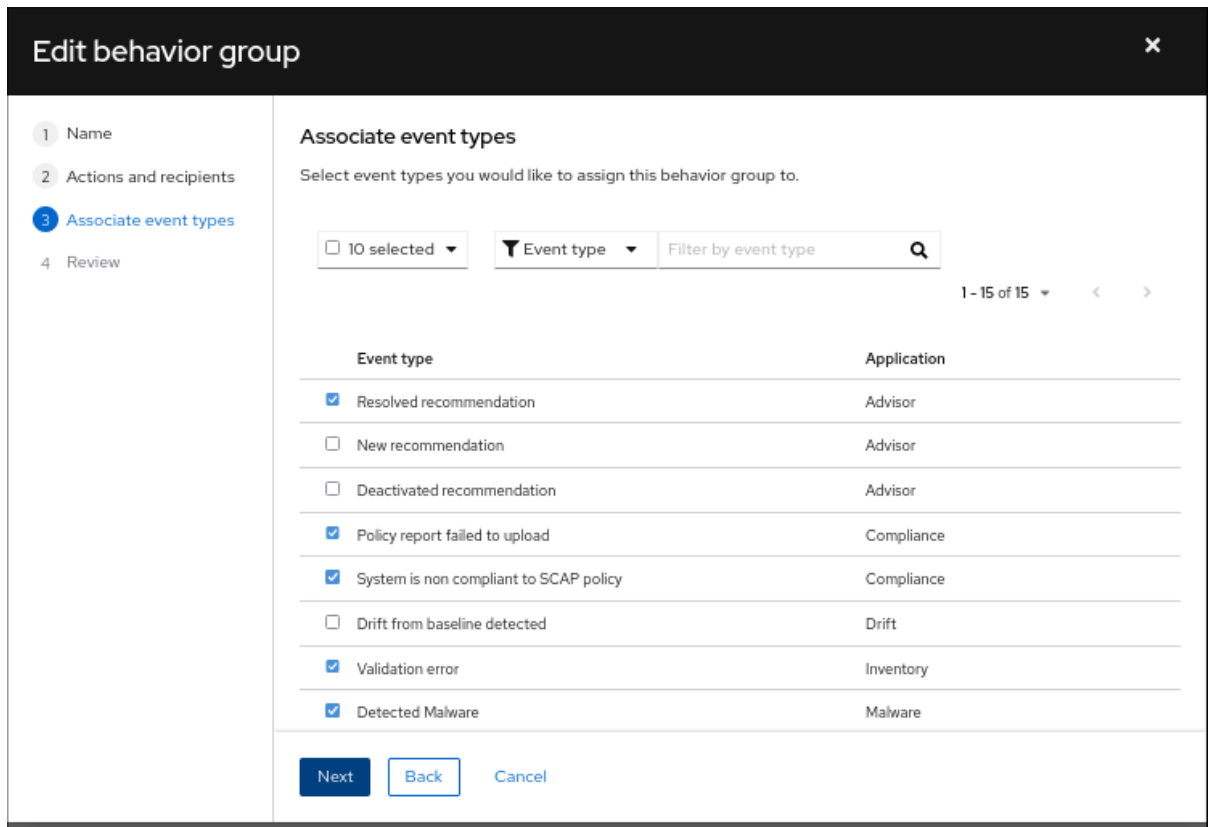 Edit behavior group
1 Name
2 Actions and recipients
3 Associate event types
4 Review
Associate event types
Select event types you would like to assign this behavior group to.
10 selected Event type Filter by event type
1 - 15 of 15
Event type Application
Resolved recommendation Advisor
New recommendation Advisor
Deactivated recommendation Advisor
Policy report failed to upload Compliance
System is non compliant to SCAP policy Compliance
Drift from baseline detected Drift
Validation error Inventory
Detected Malware Malware
Next Back Cancel